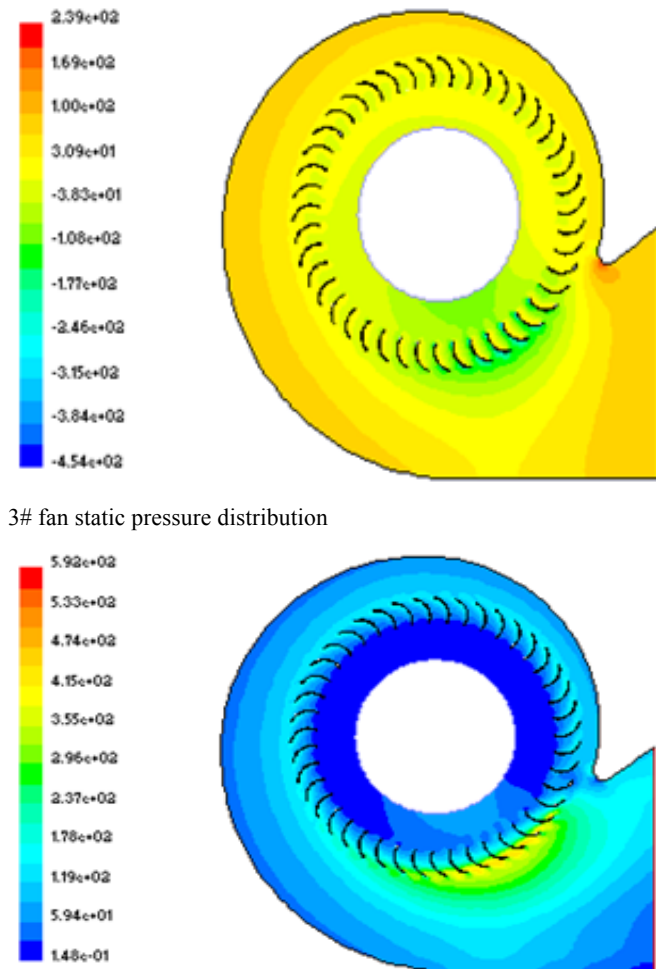 2.39e+02
1.69e+02
1.00e+02
3.09e+01
-3.83e+01
-1.08e+02
-1.77e+02
-2.46e+02
-3.15e+02
-3.84e+02
-4.54e+02
3# fan static pressure distribution
5.92e+02
5.33e+02
4.74e+02
4.15e+02
3.55e+02
2.96e+02
2.37e+02
1.78e+02
1.19e+02
5.94e+01
1.48e-01